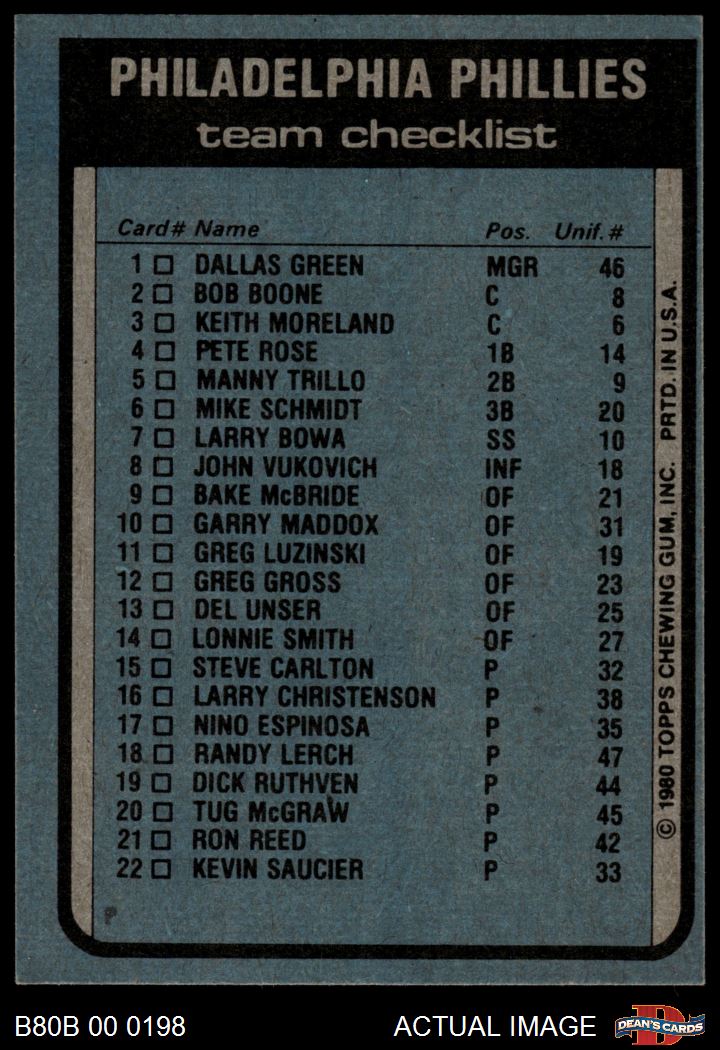 PHILADELPHIA PHILLIES
team checklist
Card# Name Pos. Unif.#
1 □ DALLAS GREEN MGR 46
2 □ BOB BOONE C 8
3 □ KEITH MORELAND C 6
4 □ PETE ROSE 1B 14
5 □ MANNY TRILLO 2B 9
6 □ MIKE SCHMIDT 3B 20
7 □ LARRY BOWA SS 10
8 □ JOHN VUKOVICH INF 18
9 □ BAKE McBRIDE OF 21
10 □ GARRY MADDOX OF 31
11 □ GREG LUZINSKI OF 19
12 □ GREG GROSS OF 23
13 □ DEL UNSER OF 25
14 □ LONNIE SMITH OF 27
15 □ STEVE CARLTON P 32
16 □ LARRY CHRISTENSON P 38
17 □ NINO ESPINOSA P 35
18 □ RANDY LERCH P 47
19 □ DICK RUTHVEN P 44
20 □ TUG McGRAW P 45
21 □ RON REED P 42
22 □ KEVIN SAUCIER P 33
P
© 1980 TOPPS CHEWING GUM, INC. PRTD. IN U.S.A.
B80B 00 0198 ACTUAL IMAGE
D
DEAN'S CARDS